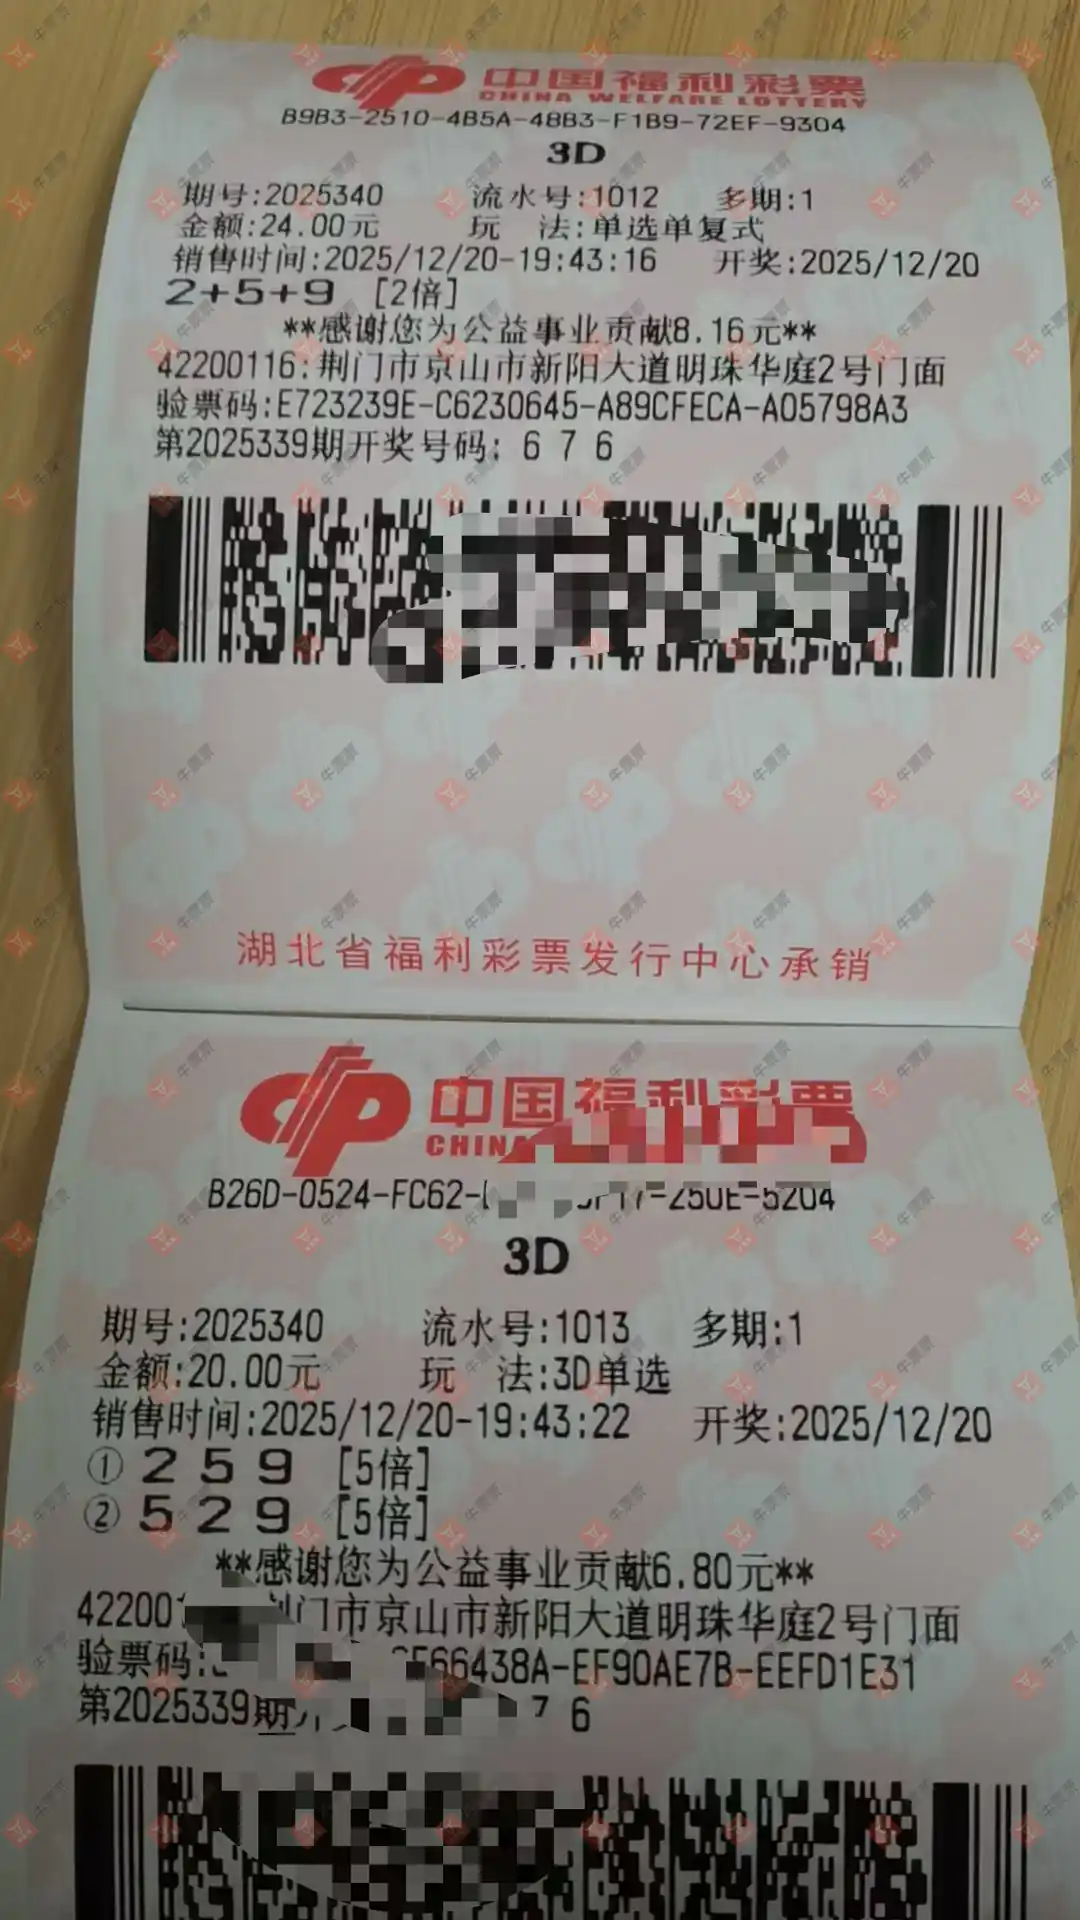 中国福利彩票
CHINA WELFARE LOTTERY
B9B3-2510-4B5A-48B3-F1B9-72EF-9304
3D
期号:2025340 流水号:1012 多期:1
金额:24.00元 玩 法:单选单复式
销售时间:2025/12/20-19:43:16 开奖:2025/12/20
2+5+9 [2倍]
**感谢您为公益事业贡献8.16元**
42200116:荆门市京山市新阳大道明珠华庭2号门面
验票码:E723239E-C6230645-A89CFECA-A05798A3
第2025339期开奖号码: 6 7 6
湖北省福利彩票发行中心承销
中国福利彩票
CHINA
B26D-0524-FC62- -250E-5204
3D
期号:2025340 流水号:1013 多期:1
金额:20.00元 玩 法:3D单选
销售时间:2025/12/20-19:43:22 开奖:2025/12/20
① 2 5 9 [5倍]
② 5 2 9 [5倍]
**感谢您为公益事业贡献6.80元**
42200 门市京山市新阳大道明珠华庭2号门面
验票码: 66438A-EF90AE7B-EEFD1E31
第2025339期 7 6